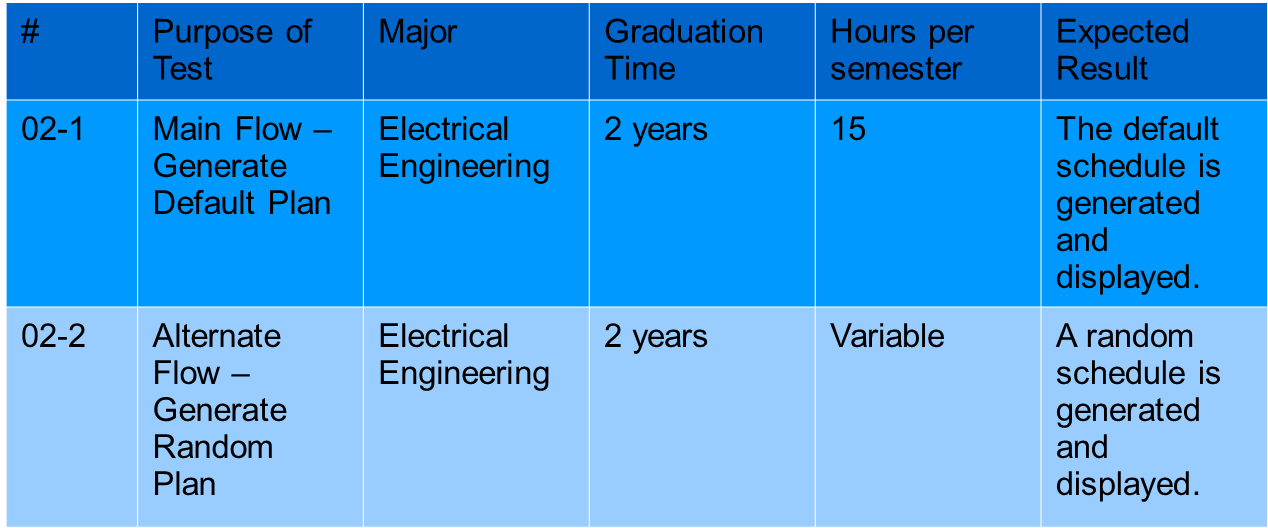 #
Purpose of
Test
Major
Graduation
Time
Hours per
semester
Expected
Result
02-1
Main Flow –
Generate
Default Plan
Electrical
Engineering
2 years
15
The default
schedule is
generated
and
displayed.
02-2
Alternate
Flow –
Generate
Random
Plan
Electrical
Engineering
2 years
Variable
A random
schedule is
generated
and
displayed.